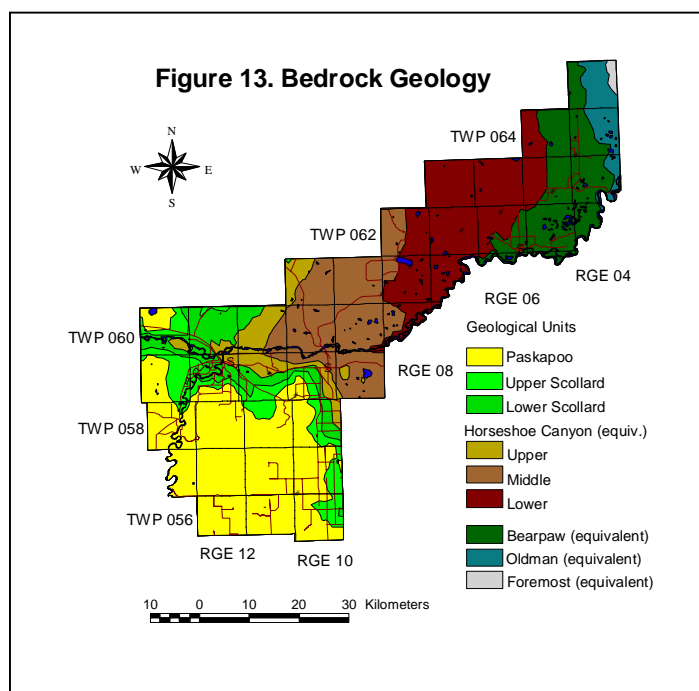 Figure 13. Bedrock Geology
N
W E
S
TWP 064
TWP 062
RGE 04
RGE 06
TWP 060
Geological Units
Paskapoo
RGE 08
Upper Scollard
Lower Scollard
TWP 058
Horseshoe Canyon (equiv.)
Upper
Middle
Lower
TWP 056
Bearpaw (equivalent)
RGE 12 RGE 10
Oldman (equivalent)
Foremost (equivalent)
10 0 10 20 30 Kilometers
S
S